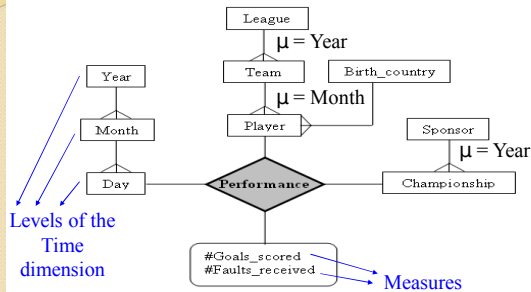 League
μ = Year
Year
Team
Birth_country
μ = Month
Month
Player
Sponsor
μ = Year
Day
Performance
Championship
Levels of the
Time
dimension
#Goals_scored
#Faults_received
Measures